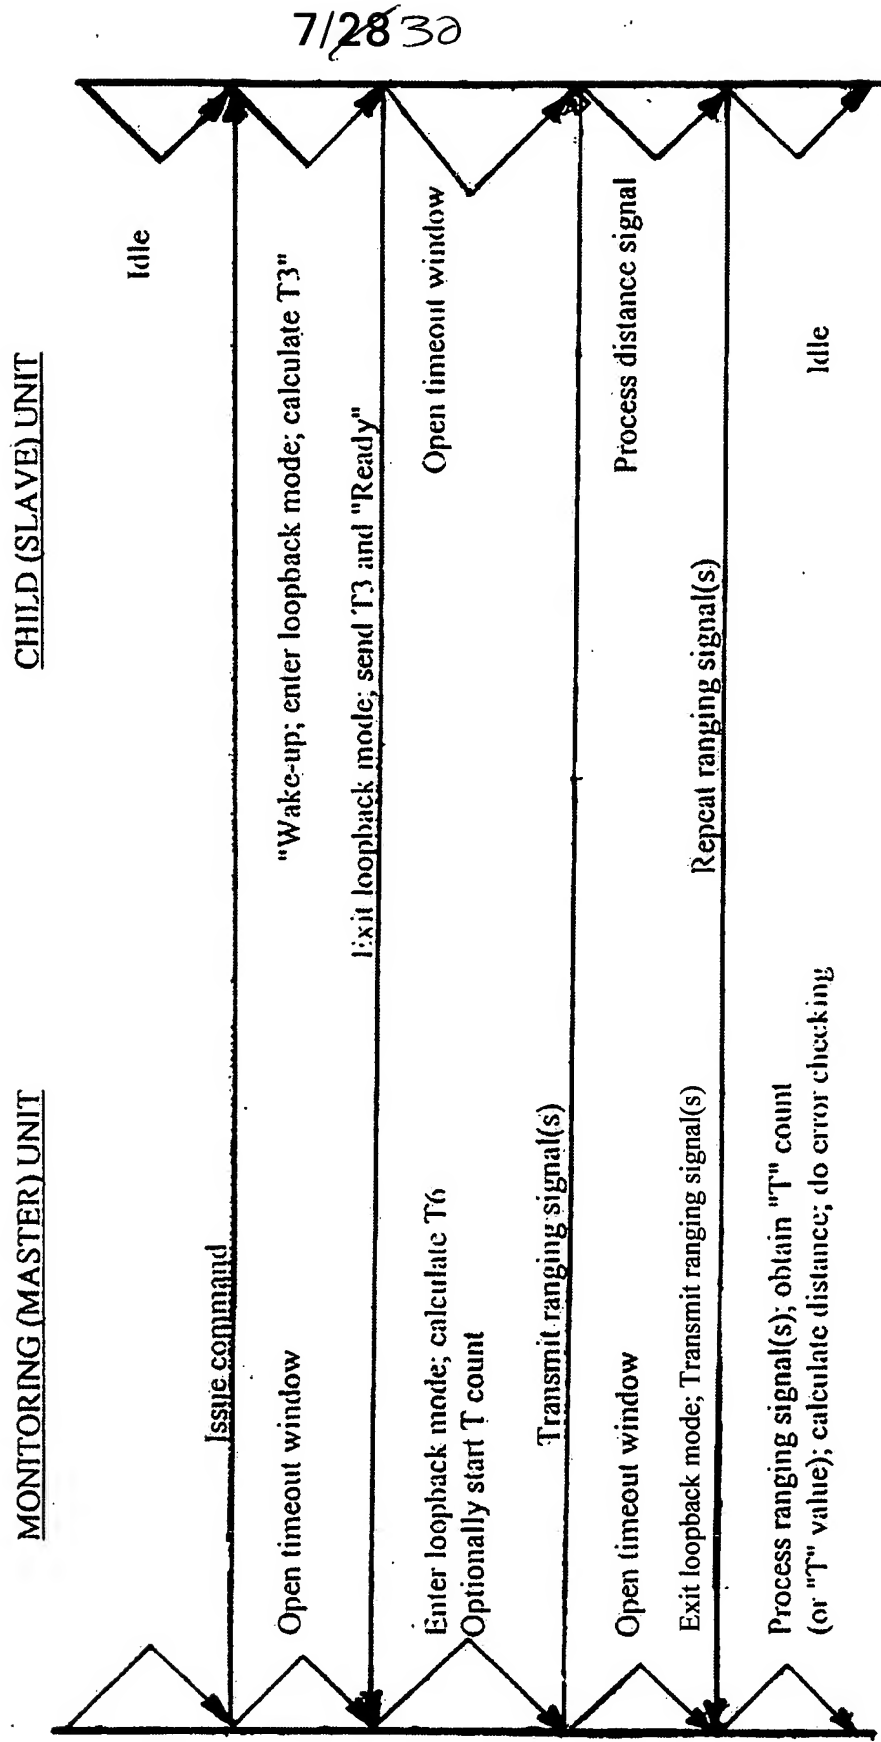 7/28 30
MONITORING (MASTER) UNIT
CHILD (SLAVE) UNIT
Idle
Issue command
Open timeout window
"Wake-up; enter loopback mode; calculate T3"
Exit loopback mode; send T3 and "Ready"
Enter loopback mode; calculate T6
Optionally start T count
Open timeout window
Transmit ranging signal(s)
Open timeout window
Process distance signal
Exit loopback mode; Transmit ranging signal(s)
Repeat ranging signal(s)
Process ranging signal(s); obtain "T" count
(or "T" value); calculate distance; do error checking
Idle